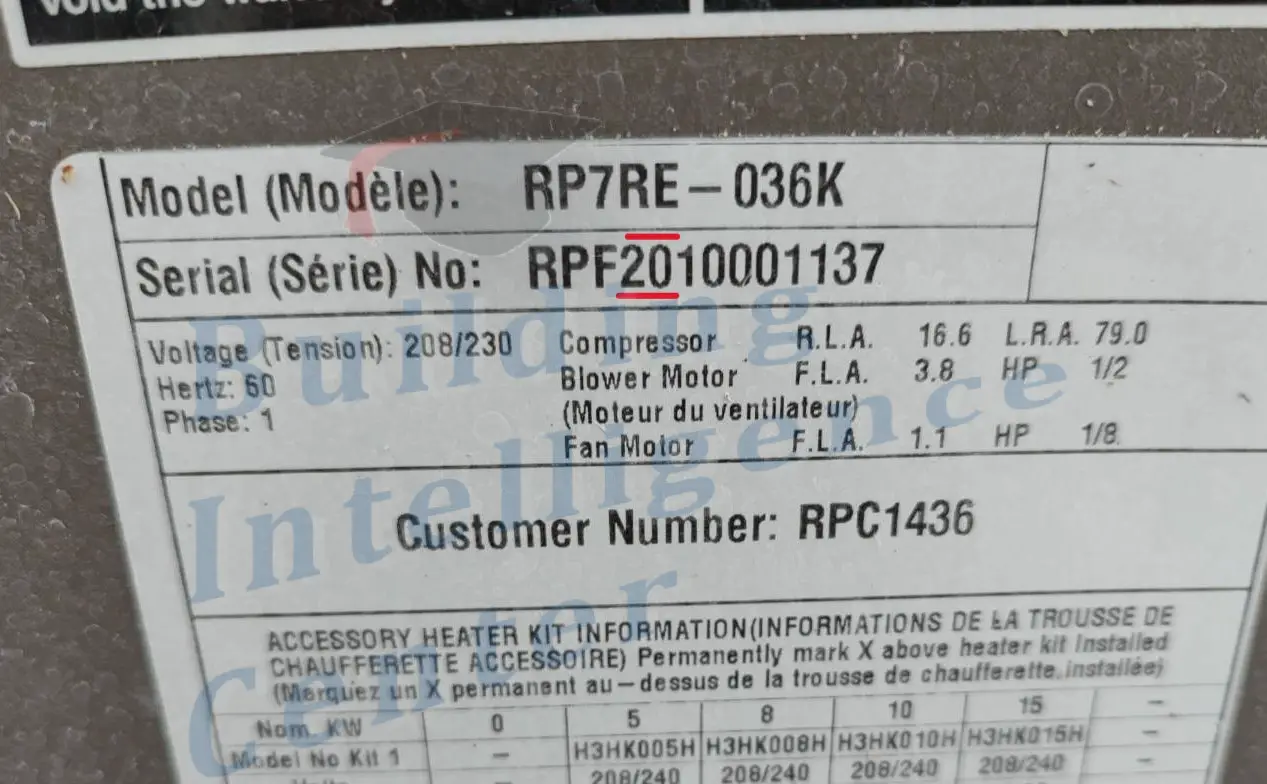 void the
Model (Modèle): RP7RE-036K
Serial (Série) No: RPF2010001137
Voltage (Tension): 208/230 Compressor R.L.A. 16.6 L.R.A. 79.0
Hertz: 60 Blower Motor F.L.A. 3.8 HP 1/2
Phase: 1 (Moteur du ventilateur)
Fan Motor F.L.A. 1.1 HP 1/8
Building
Intelligence
Center
Customer Number: RPC1436
ACCESSORY HEATER KIT INFORMATION(INFORMATIONS DE LA TROUSSE DE
CHAUFFERETTE ACCESSOIRE) Permanently mark X above heater kit Installed
(Marquez un X permanent au-dessus de la trousse de chaufferette installée)
Nom. KW 0 5 8 10 15 -
Model No Kit 1 - H3HK005H H3HK008H H3HK010H H3HK015H -
208/240 208/240 208/240 208/240 -